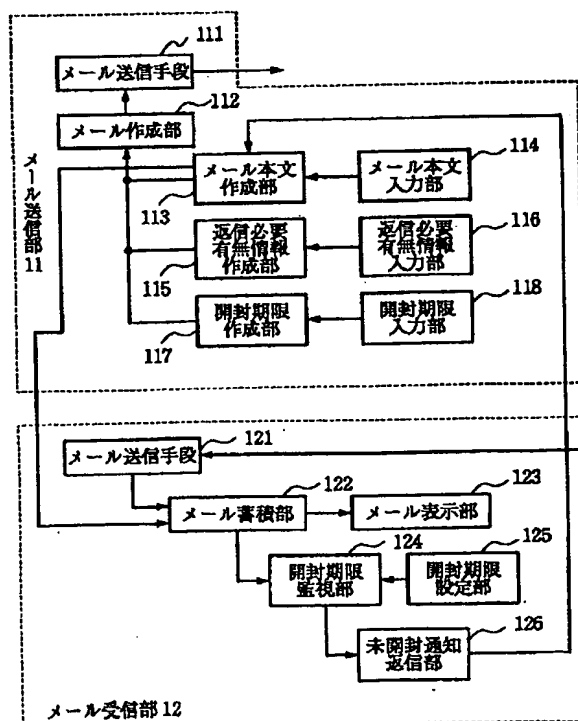 111
メール送信手段
112
メール作成部
メール送信部11
メール本文
作成部
113
メール本文
入力部
114
返信必要
有無情報
作成部
115
返信必要
有無情報
入力部
116
開封期限
作成部
117
開封期限
入力部
118
121
メール送信手段
122
メール蓄積部
123
メール表示部
124
開封期限
監視部
125
開封期限
設定部
126
未開封通知
返信部
メール受信部12